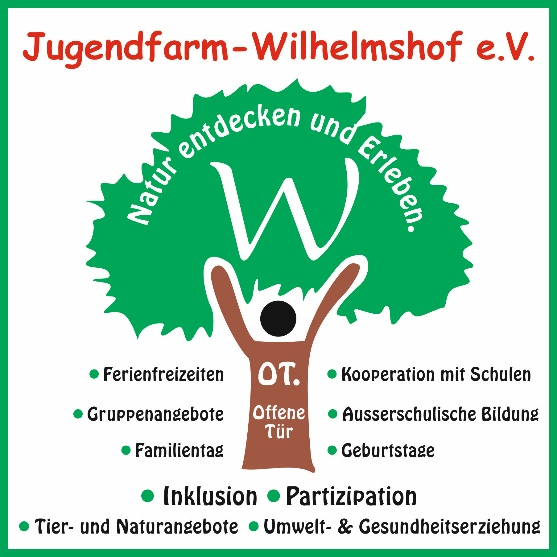 Jugendfarm-Wilhelmshof e.V.
Natur entdecken und Erleben.
W
• Ferienfreizeiten
OT.
• Kooperation mit Schulen
• Gruppenangebote
Offene
Tür
• Ausserschulische Bildung
• Familientag
• Geburtstage
• Inklusion • Partizipation
• Tier- und Naturangebote • Umwelt- & Gesundheitserziehung